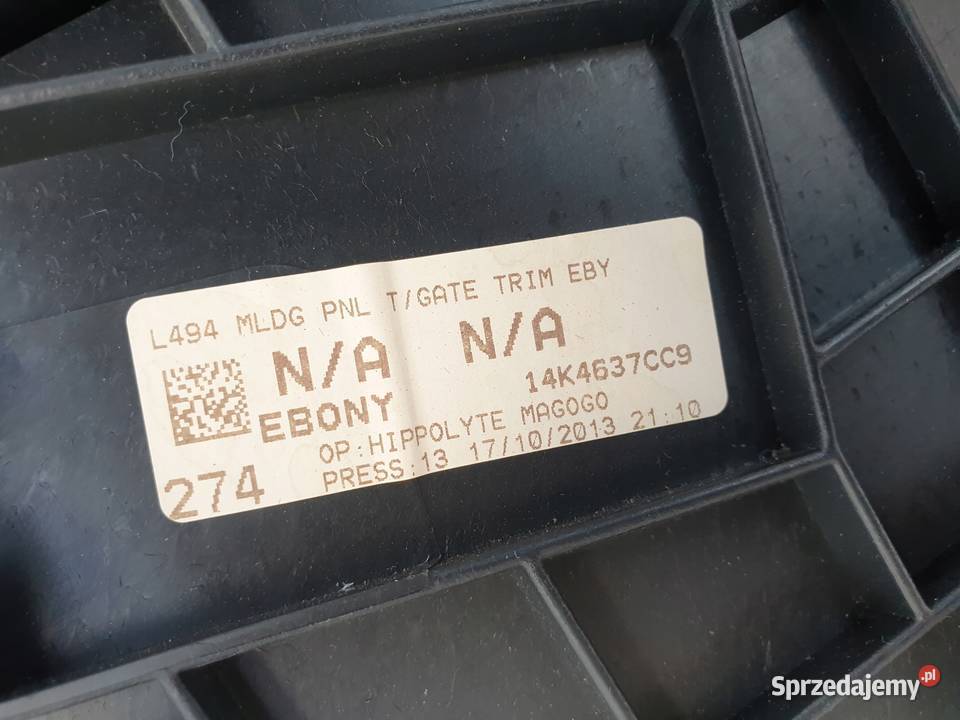 L494 MLDG PNL T/GATE TRIM EBY
N/A N/A
EBONY 14K4637CC9
OP:HIPPOLYTE MAGOGO
274 PRESS:13 17/10/2013 21:10
Sprzedajemy.pl